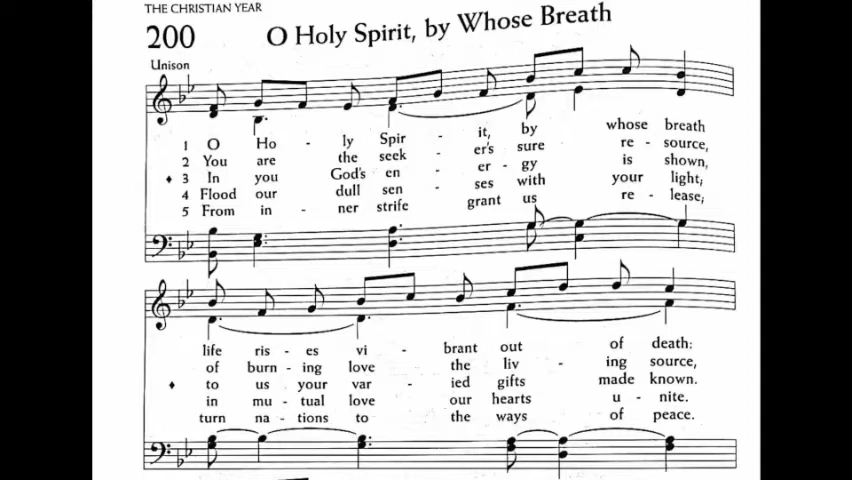 THE CHRISTIAN YEAR
200 O Holy Spirit, by Whose Breath
Unison
1 O Ho - ly Spir - it, by whose breath
2 You are the seek - er's sure re - source,
♦ 3 In you God's en - er - gy is shown,
4 Flood our dull sen - ses with your light;
5 From in - ner strife grant us re - lease;
life ris - es vi - brant out of death:
of burn - ing love the liv - ing source,
♦ to us your var - ied gifts made known.
in mu - tual love our hearts u - nite.
turn na - tions to the ways of peace.